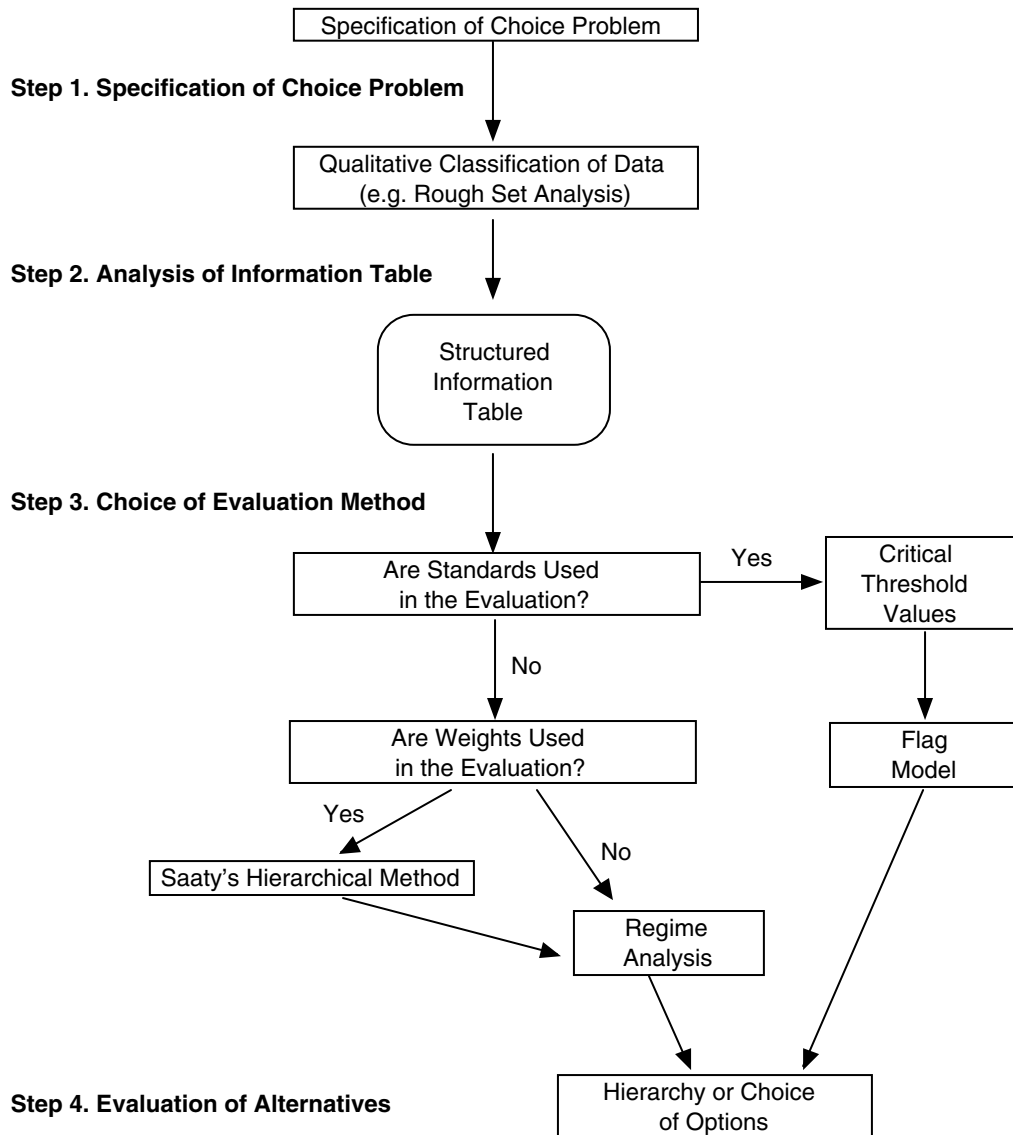 Specification of Choice Problem
Step 1. Specification of Choice Problem
Qualitative Classification of Data
(e.g. Rough Set Analysis)
Step 2. Analysis of Information Table
Structured
Information
Table
Step 3. Choice of Evaluation Method
Are Standards Used
in the Evaluation?
Yes
Critical
Threshold
Values
No
Are Weights Used
in the Evaluation?
Flag
Model
Yes
No
Saaty's Hierarchical Method
Regime
Analysis
Step 4. Evaluation of Alternatives
Hierarchy or Choice
of Options